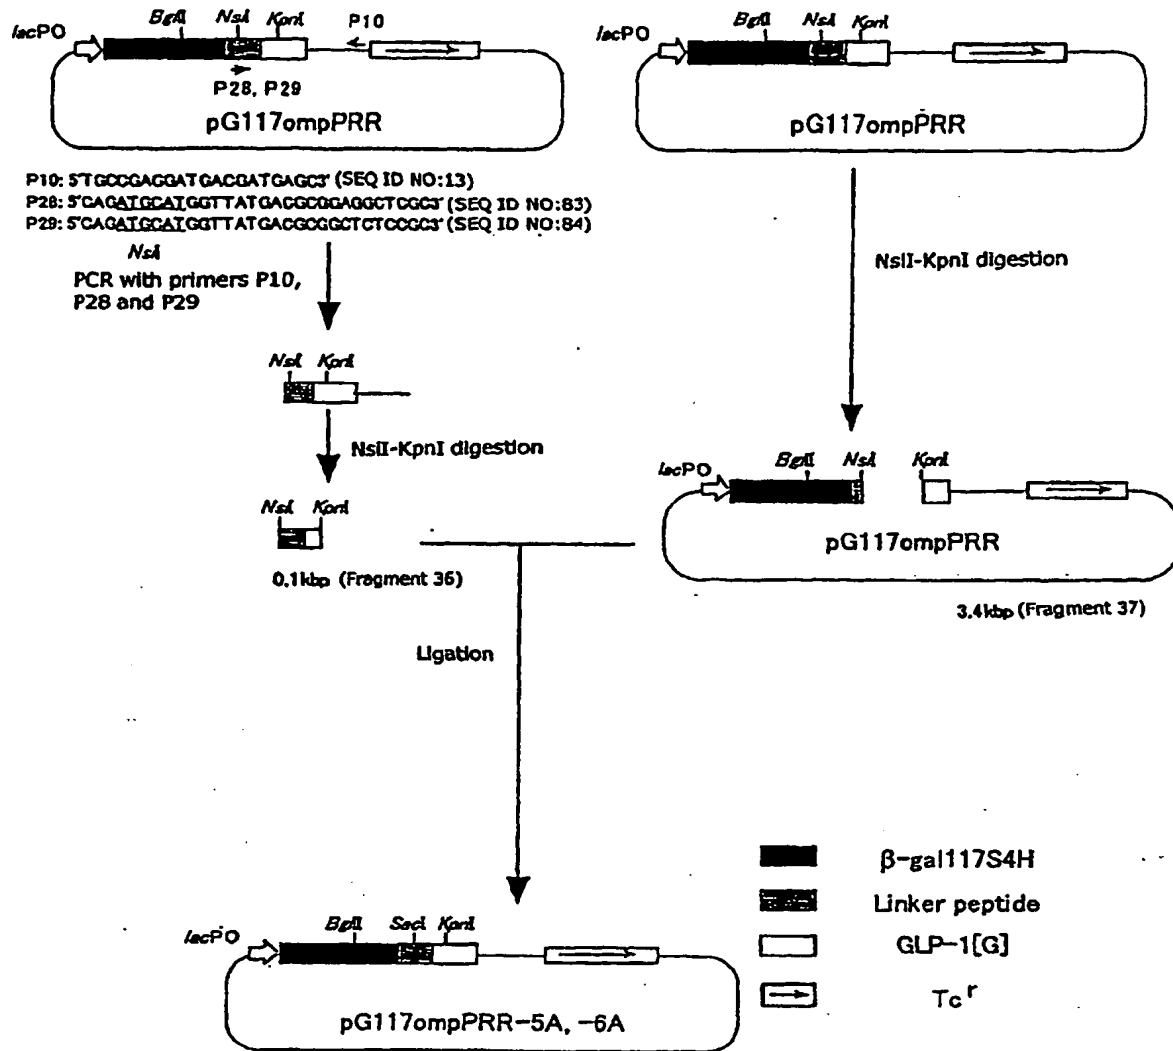 lacPO BglII NsiI KpnI P10
P28, P29
pG117ompPRR
lacPO BglII NsiI KpnI
pG117ompPRR
P10: 5'TGCCGAGGATGACGATGAGC3' (SEQ ID NO:13)
P28: 5'CAGATGCATGGTTATGACGCGGAGGCTCGC3' (SEQ ID NO:83)
P29: 5'CAGATGCATGGTTATGACGCGGCTCTCCGC3' (SEQ ID NO:84)
NsiI
PCR with primers P10,
P28 and P29
NsiI-KpnI digestion
NsiI KpnI
NsiI-KpnI digestion
NsiI KpnI
0.1kbp (Fragment 36)
lacPO BglII NsiI KpnI
pG117ompPRR
3.4kbp (Fragment 37)
Ligation
lacPO BglII SacI KpnI
pG117ompPRR-5A, -6A
β-gal117S4H
Linker peptide
GLP-1[G]
Tc r